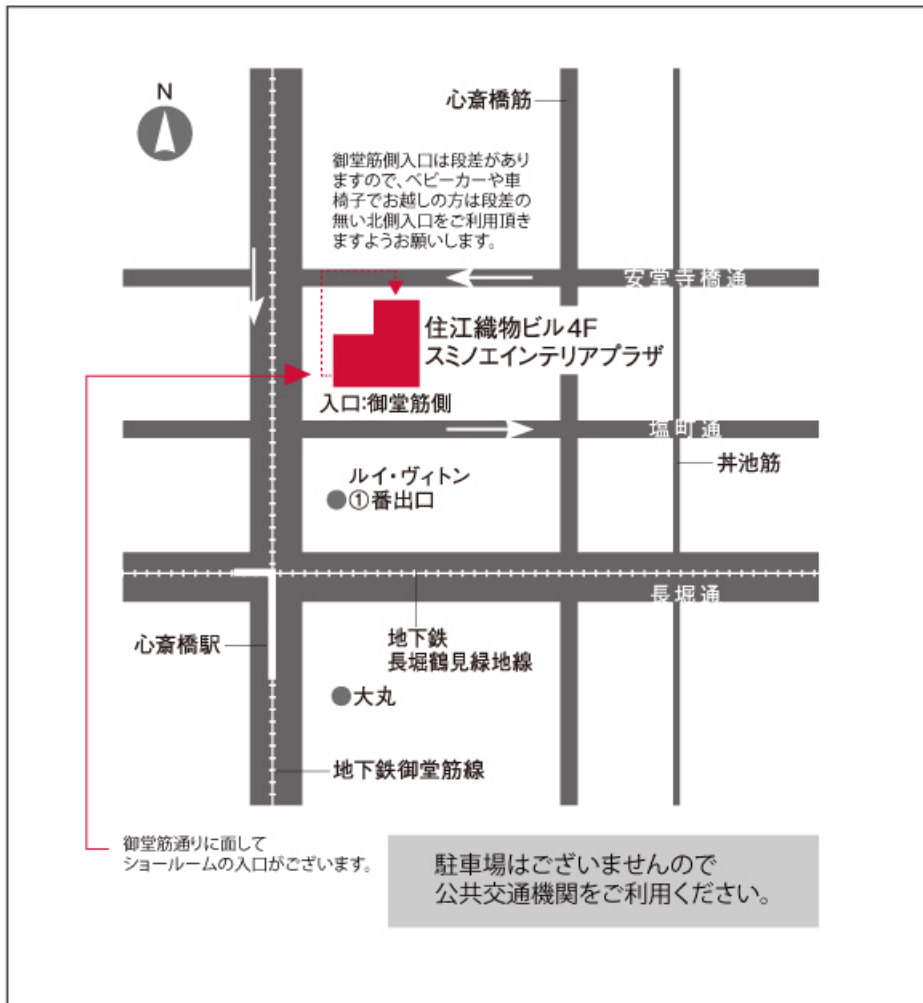 N
心斎橋筋
御堂筋側入口は段差があり
ますので、ベビーカーや車
椅子でお越しの方は段差の
無い北側入口をご利用頂き
ますようお願いします。
安堂寺橋通
住江織物ビル4F
スミノエインテリアプラザ
入口:御堂筋側
塩町通
丼池筋
ルイ・ヴィトン
①番出口
長堀通
心斎橋駅
地下鉄
長堀鶴見緑地線
大丸
地下鉄御堂筋線
御堂筋通りに面して
ショールームの入口がございます。
駐車場はございませんので
公共交通機関をご利用ください。